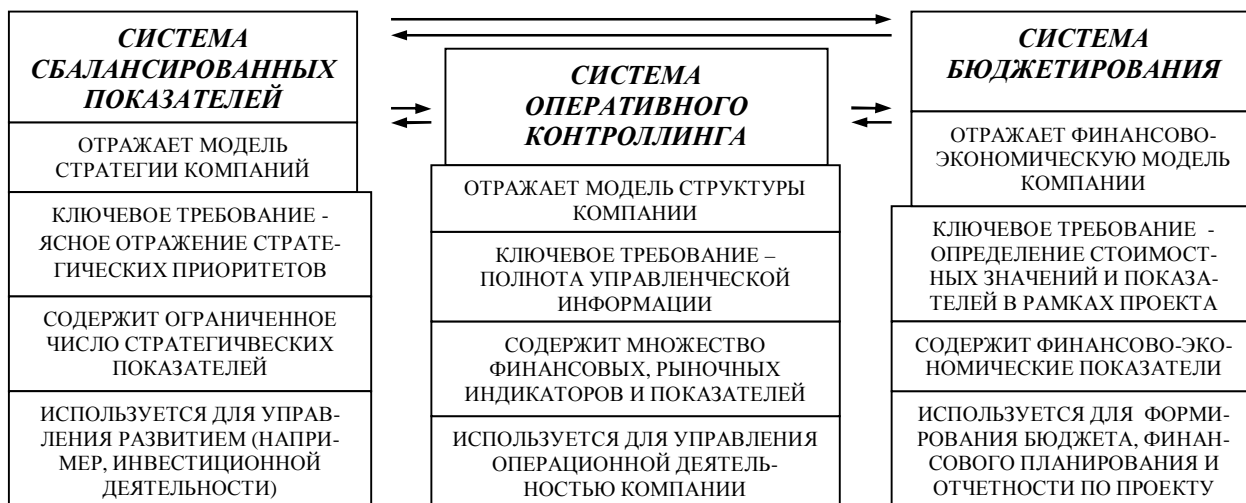 СИСТЕМА
СБАЛАНСИРОВАННЫХ
ПОКАЗАТЕЛЕЙ
ОТРАЖАЕТ МОДЕЛЬ
СТРАТЕГИИ КОМПАНИЙ
КЛЮЧЕВОЕ ТРЕБОВАНИЕ -
ЯСНОЕ ОТРАЖЕНИЕ СТРАТЕ-
ГИЧЕСКИХ ПРИОРИТЕТОВ
СОДЕРЖИТ ОГРАНИЧЕННОЕ
ЧИСЛО СТРАТЕГИЧВЕСКИХ
ПОКАЗАТЕЛЕЙ
ИСПОЛЬЗУЕТСЯ ДЛЯ УПРАВ-
ЛЕНИЯ РАЗВИТИЕМ (НАПРИ-
МЕР, ИНВЕСТИЦИОННОЙ
ДЕЯТЕЛЬНОСТИ)
СИСТЕМА
ОПЕРАТИВНОГО
КОНТРОЛЛИНГА
ОТРАЖАЕТ МОДЕЛЬ СТРУКТУРЫ
КОМПАНИИ
КЛЮЧЕВОЕ ТРЕБОВАНИЕ –
ПОЛНОТА УПРАВЛЕНЧЕСКОЙ
ИНФОРМАЦИИ
СОДЕРЖИТ МНОЖЕСТВО
ФИНАНСОВЫХ, РЫНОЧНЫХ
ИНДИКАТОРОВ И ПОКАЗАТЕЛЕЙ
ИСПОЛЬЗУЕТСЯ ДЛЯ УПРАВЛЕНИЯ
ОПЕРАЦИОННОЙ ДЕЯТЕЛЬ-
НОСТЬЮ КОМПАНИИ
СИСТЕМА
БЮДЖЕТИРОВАНИЯ
ОТРАЖАЕТ ФИНАНСОВО-
ЭКОНОМИЧЕСКУЮ МОДЕЛЬ
КОМПАНИИ
КЛЮЧЕВОЕ ТРЕБОВАНИЕ -
ОПРЕДЕЛЕНИЕ СТОИМОСТ-
НЫХ ЗНАЧЕНИЙ И ПОКАЗА-
ТЕЛЕЙ В РАМКАХ ПРОЕКТА
СОДЕРЖИТ ФИНАНСОВО-ЭКО-
НОМИЧЕСКИЕ ПОКАЗАТЕЛИ
ИСПОЛЬЗУЕТСЯ ДЛЯ ФОРМИ-
РОВАНИЯ БЮДЖЕТА, ФИНАН-
СОВОГО ПЛАНИРОВАНИЯ И
ОТЧЕТНОСТИ ПО ПРОЕКТУ